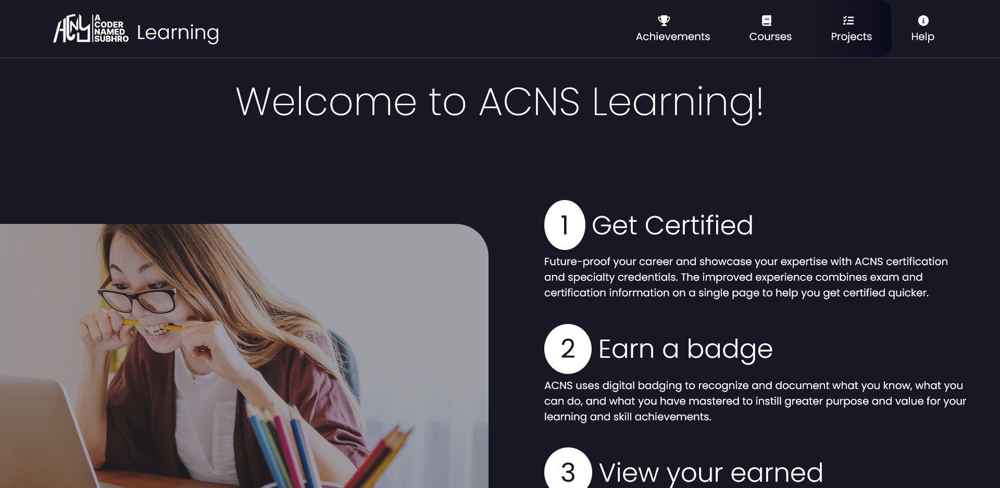 ACNS
A
CODER
NAMED
SUBHRO
Learning
Achievements
Courses
Projects
Help
Welcome to ACNS Learning!
1 Get Certified
Future-proof your career and showcase your expertise with ACNS certification
and specialty credentials. The improved experience combines exam and
certification information on a single page to help you get certified quicker.
2 Earn a badge
ACNS uses digital badging to recognize and document what you know, what you
can do, and what you have mastered to instill greater purpose and value for your
learning and skill achievements.
3 View your earned